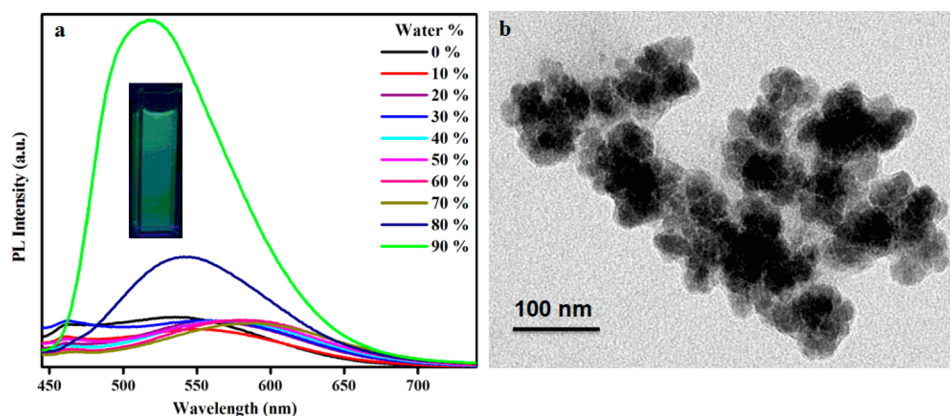 a
Water %
0 %
10 %
20 %
30 %
40 %
50 %
60 %
70 %
80 %
90 %
PL Intensity (a.u.)
450 500 550 600 650 700
Wavelength (nm)
b
100 nm